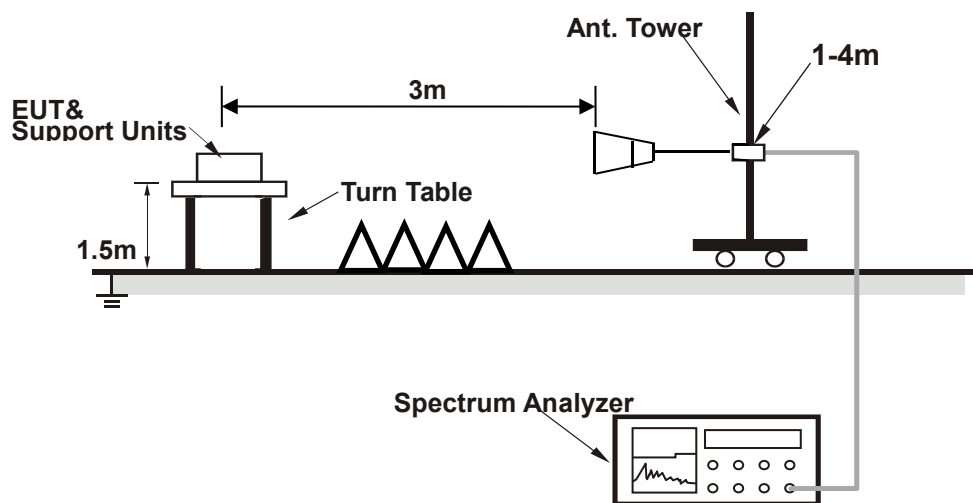 Ant. Tower
1-4m
3m
EUT&
Support Units
Turn Table
1.5m
Spectrum Analyzer